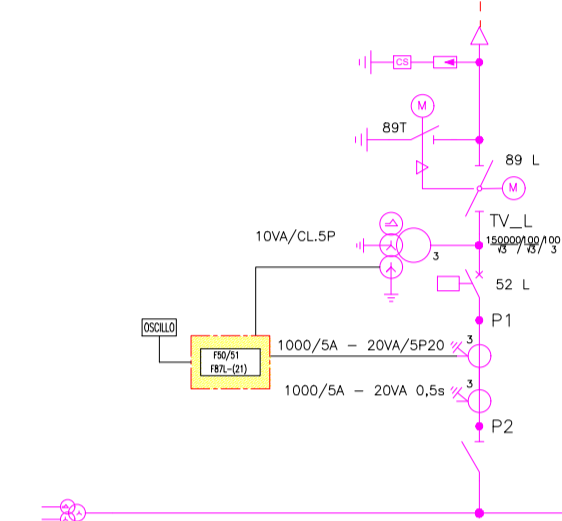 CS
M
89T
89 L
M
TV_L
10VA/CL.5P
150000/100/100
√3 / √3 / 3
3
52 L
P1
OSCILLO
1000/5A - 20VA/5P20
3
F50/51
F87L-(21)
3
1000/5A - 20VA 0,5s
P2